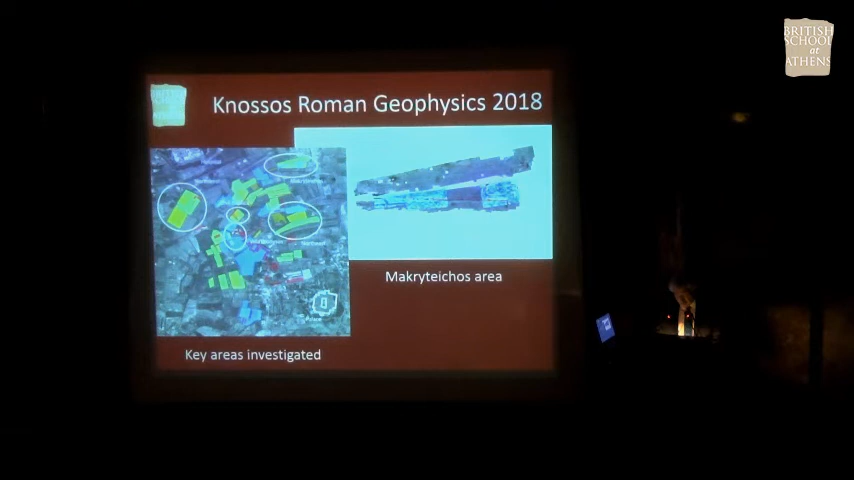 BRITISH
SCHOOL
at
ATHENS
Knossos Roman Geophysics 2018
Makryteichos area
Key areas investigated